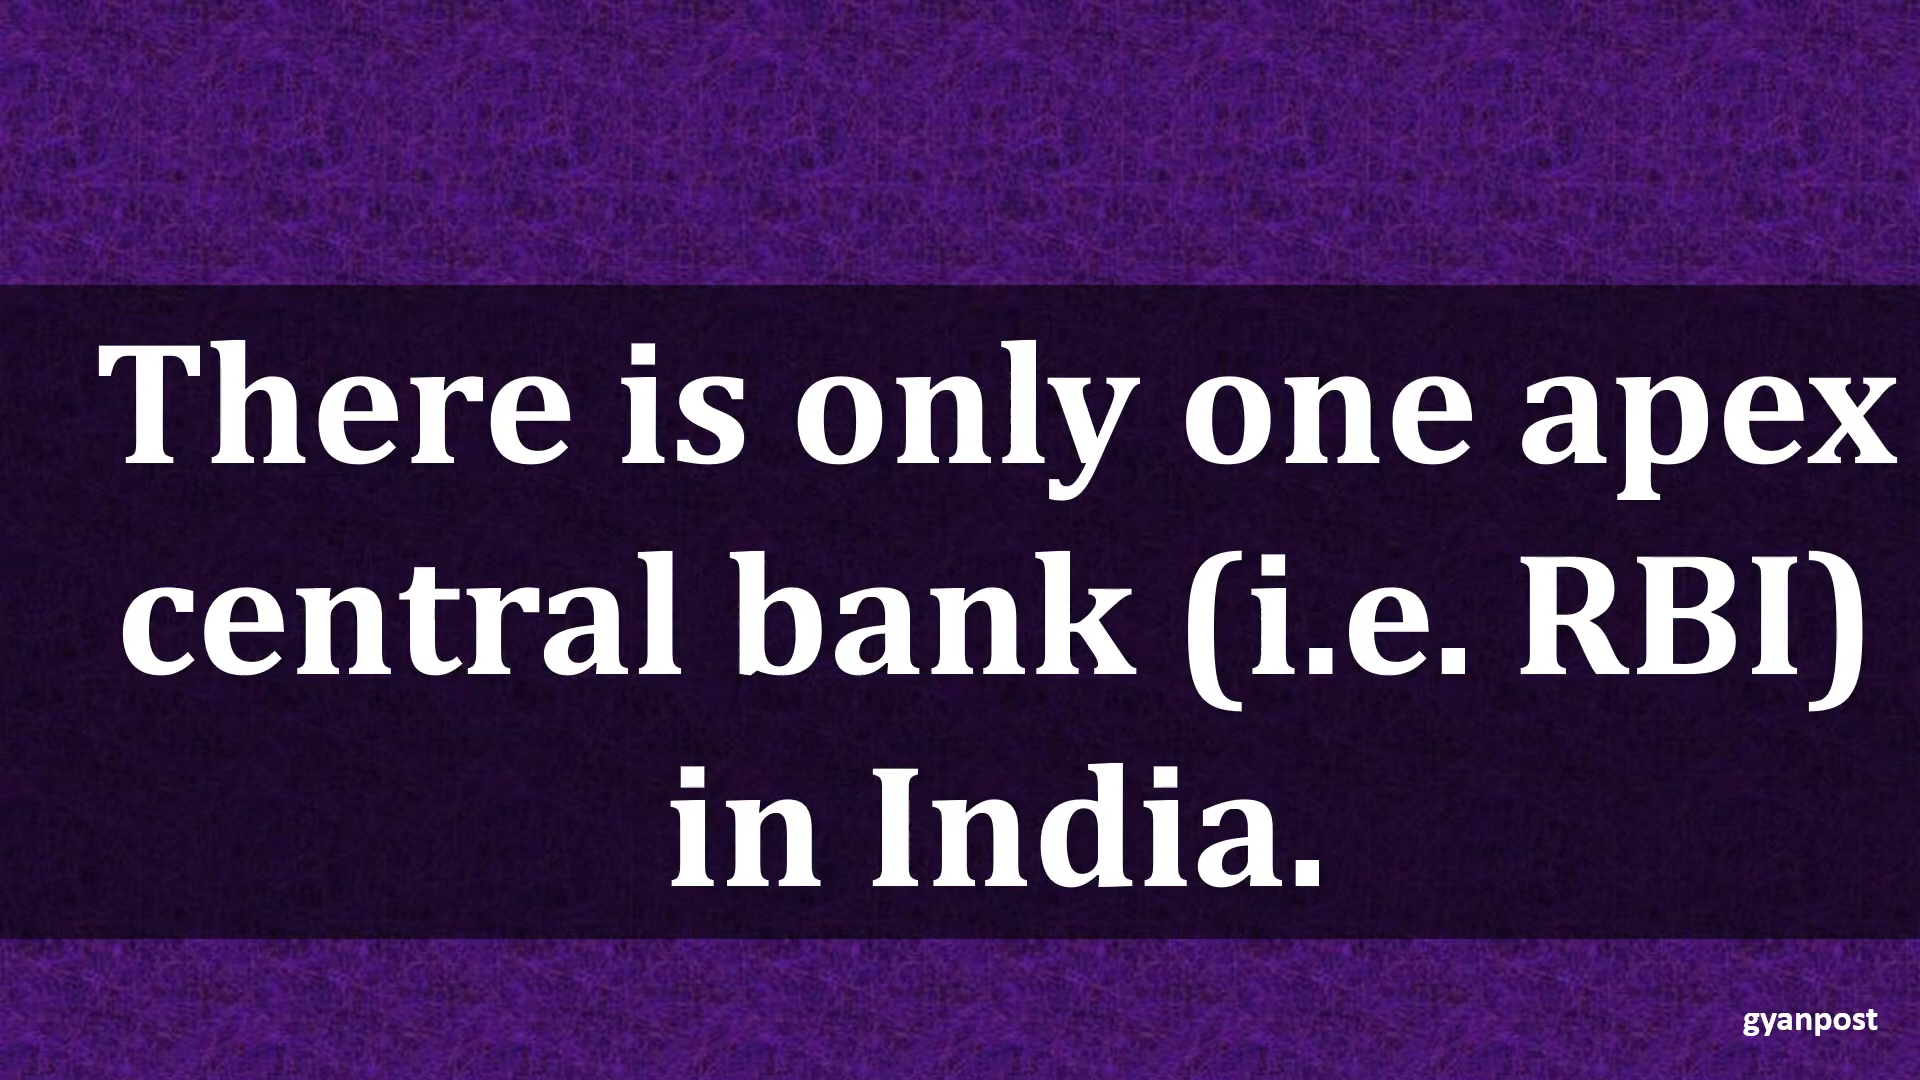 There is only one apex
central bank (i.e. RBI)
in India.
gyanpost